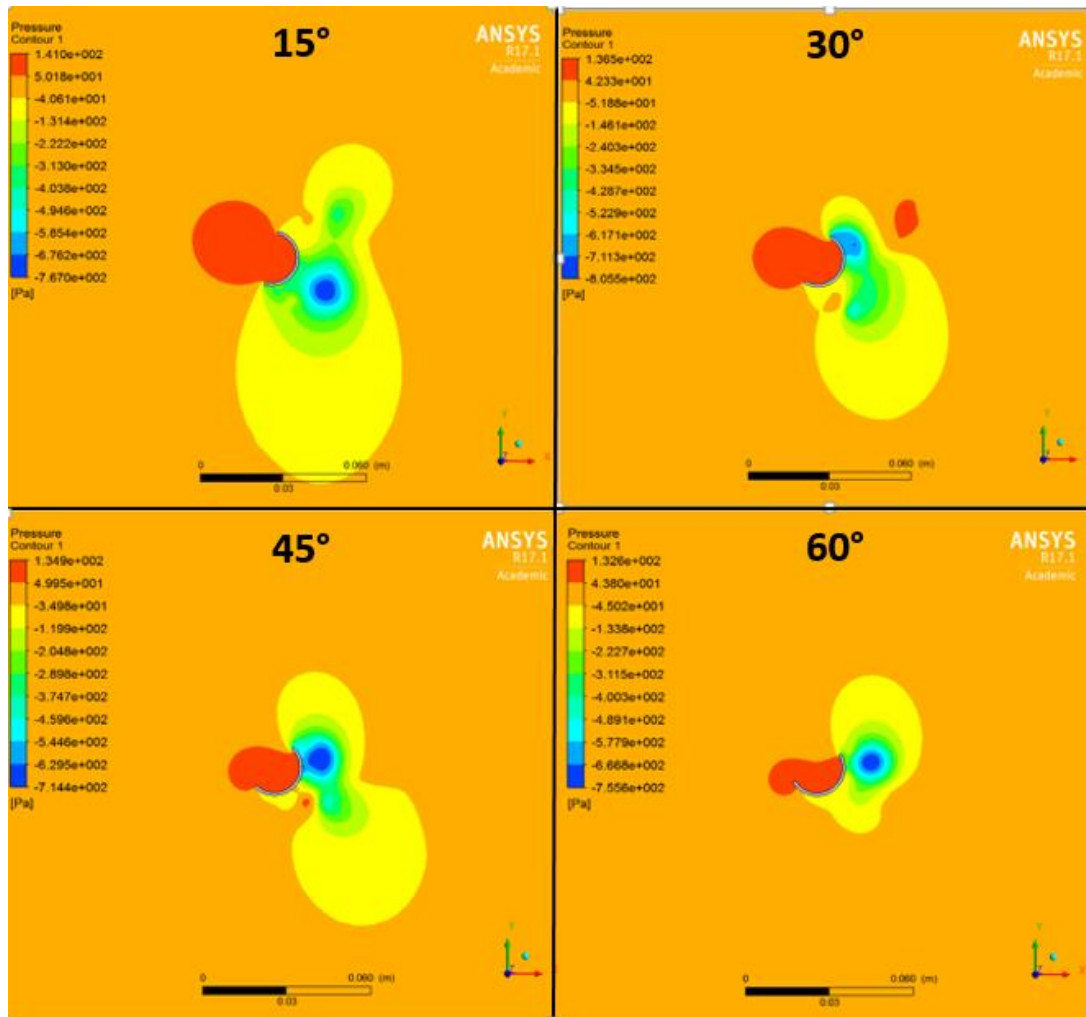 Pressure
Contour 1
15°
ANSYS
R17.1
Academic
1.410e+002
5.018e+001
-4.061e+001
-1.314e+002
-2.222e+002
-3.130e+002
-4.038e+002
-4.946e+002
-5.854e+002
-6.762e+002
-7.670e+002
[Pa]
Y
X
Z
0
0.060 (m)
0.03
Pressure
Contour 1
30°
ANSYS
R17.1
Academic
1.365e+002
4.233e+001
-5.188e+001
-1.461e+002
-2.403e+002
-3.345e+002
-4.287e+002
-5.229e+002
-6.171e+002
-7.113e+002
-8.055e+002
[Pa]
Y
X
Z
0
0.060 (m)
0.03
Pressure
Contour 1
45°
ANSYS
R17.1
Academic
1.349e+002
4.995e+001
-3.498e+001
-1.199e+002
-2.048e+002
-2.898e+002
-3.747e+002
-4.596e+002
-5.446e+002
-6.295e+002
-7.144e+002
[Pa]
Y
Z
0
0.060 (m)
0.03
Pressure
Contour 1
60°
ANSYS
R17.1
Academic
1.326e+002
4.380e+001
-4.502e+001
-1.338e+002
-2.227e+002
-3.115e+002
-4.003e+002
-4.891e+002
-5.779e+002
-6.668e+002
-7.556e+002
[Pa]
Y
X
Z
0
0.060 (m)
0.03